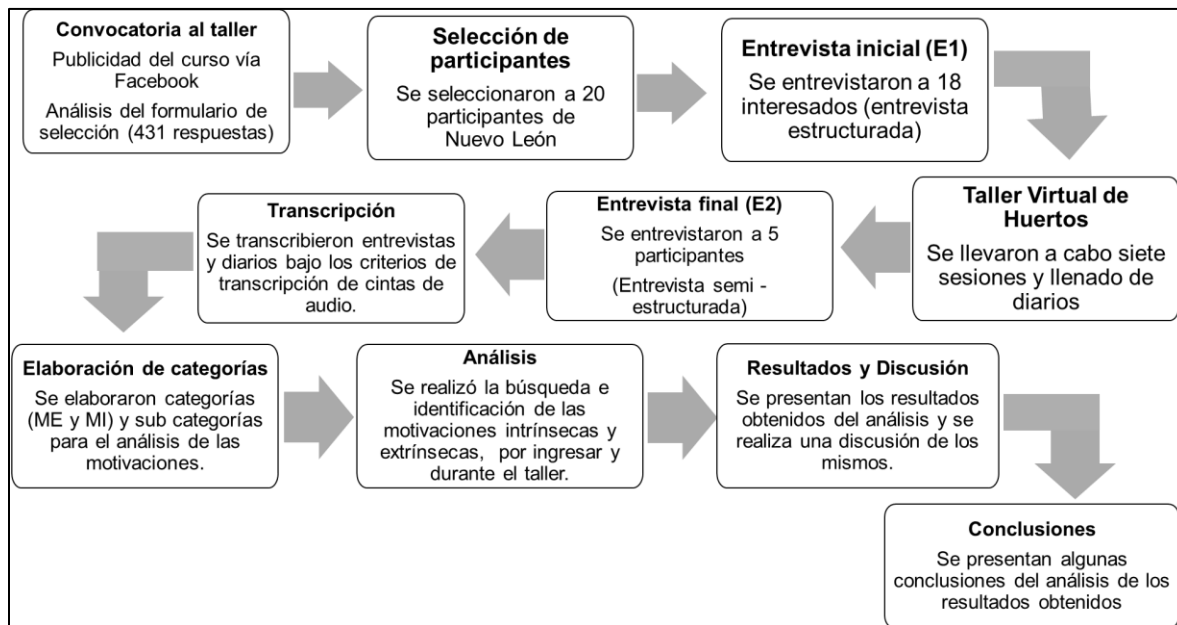 Convocatoria al taller
Publicidad del curso vía
Facebook
Análisis del formulario de
selección (431 respuestas)
Selección de
participantes
Se seleccionaron a 20
participantes de
Nuevo León
Entrevista inicial (E1)
Se entrevistaron a 18
interesados (entrevista
estructurada)
Taller Virtual de
Huertos
Se llevaron a cabo siete
sesiones y llenado de
diarios
Entrevista final (E2)
Se entrevistaron a 5
participantes
(Entrevista semi -
estructurada)
Transcripción
Se transcribieron entrevistas
y diarios bajo los criterios de
transcripción de cintas de
audio.
Elaboración de categorías
Se elaboraron categorías
(ME y MI) y sub categorías
para el análisis de las
motivaciones.
Análisis
Se realizó la búsqueda e
identificación de las
motivaciones intrínsecas y
extrínsecas, por ingresar y
durante el taller.
Resultados y Discusión
Se presentan los resultados
obtenidos del análisis y se
realiza una discusión de los
mismos.
Conclusiones
Se presentan algunas
conclusiones del análisis de los
resultados obtenidos